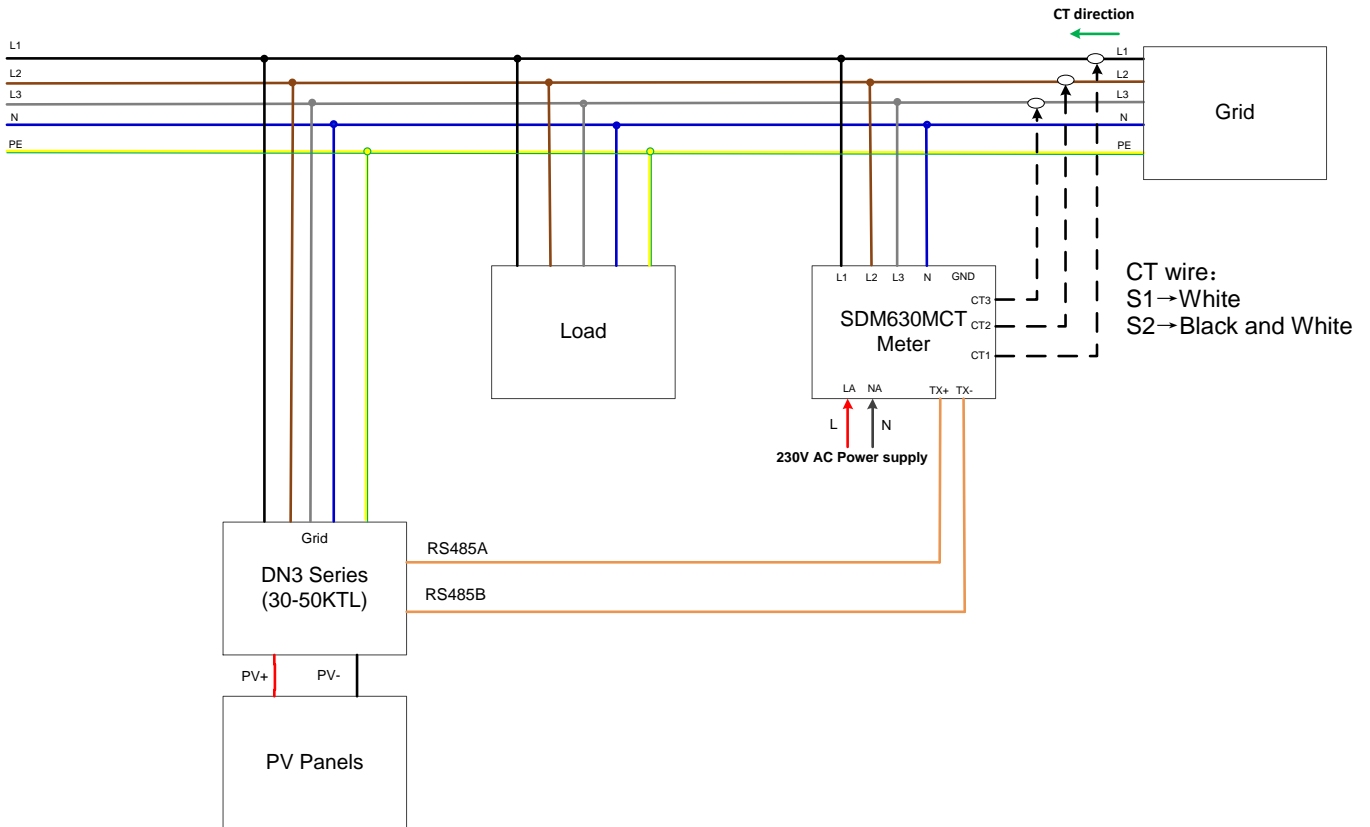 CT direction
L1
L1
L2
L2
L3
L3
N
N
PE
PE
Grid
L1 L2 L3 N GND
CT3
SDM630MCT
CT2
Meter
CT1
CT wire:
S1→White
S2→Black and White
Load
LA NA
TX+ TX-
L
N
230V AC Power supply
Grid
DN3 Series
(30-50KTL)
RS485A
RS485B
PV+
PV-
PV Panels